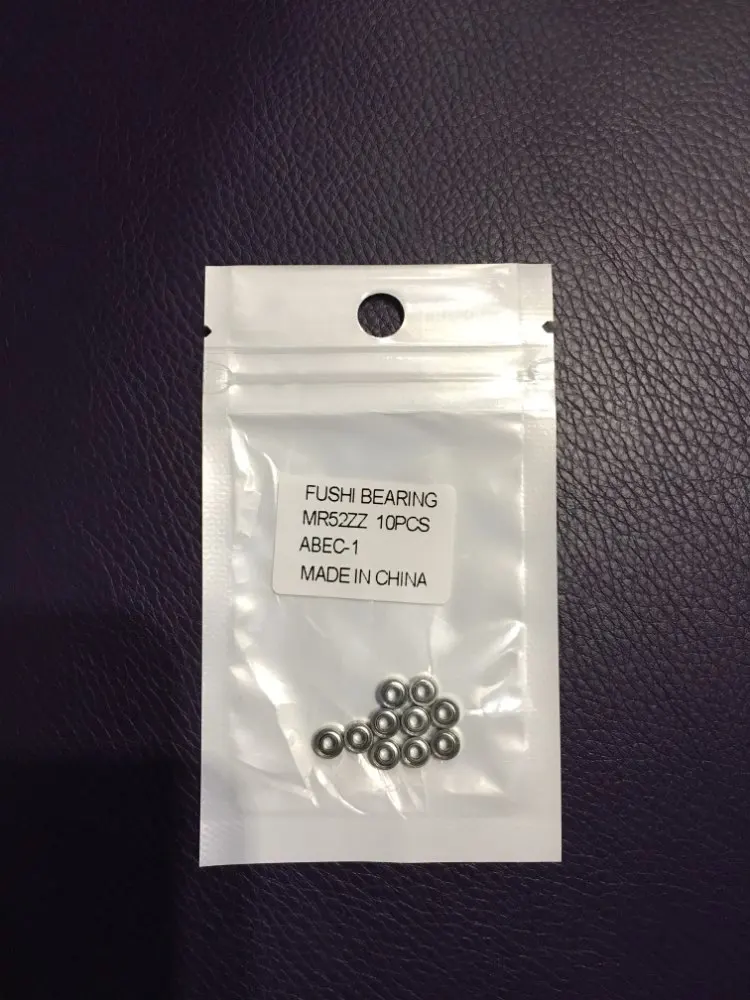 FUSHI BEARING
MR52ZZ 10PCS
ABEC-1
MADE IN CHINA